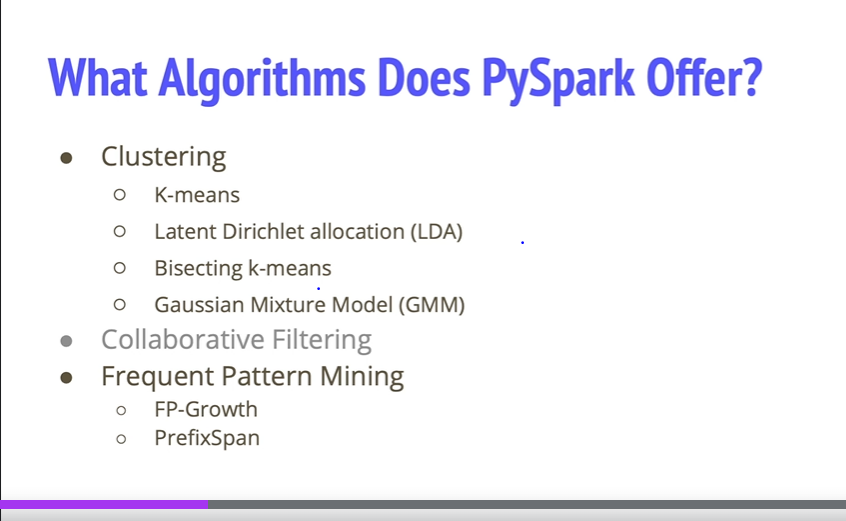 What Algorithms Does PySpark Offer?
● Clustering
○ K-means
○ Latent Dirichlet allocation (LDA)
○ Bisecting k-means
○ Gaussian Mixture Model (GMM)
● Collaborative Filtering
● Frequent Pattern Mining
○ FP-Growth
○ PrefixSpan